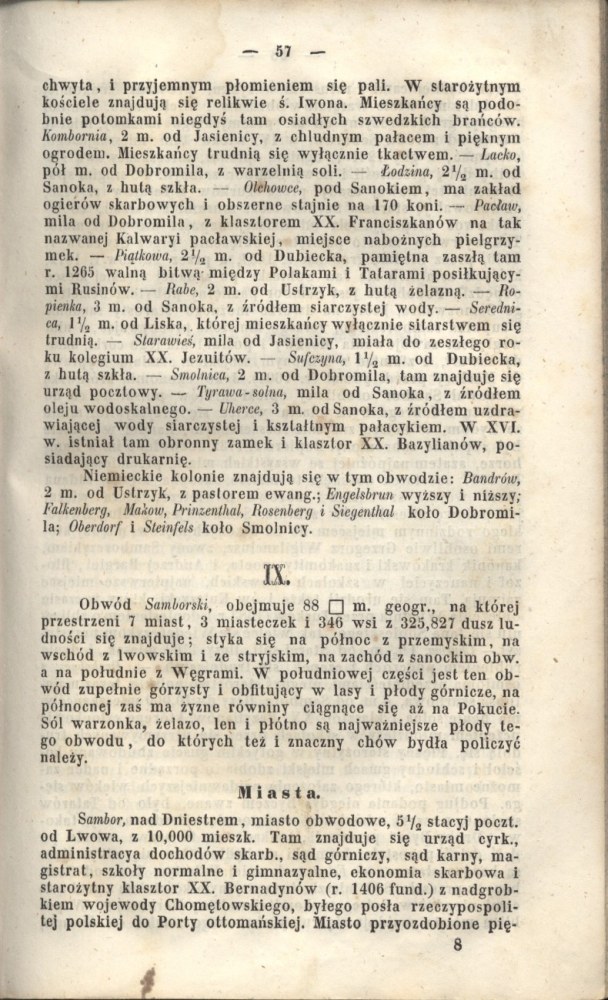 — 57 —
chwyta, i przyjemnym płomieniem się pali. W starożytnym
kościele znajdują się relikwie ś. Iwona. Mieszkańcy są podo-
bnie potomkami niegdyś tam osiadłych szwedzkich brańców.
Kombornia, 2 m. od Jasienicy, z chludnym pałacem i pięknym
ogrodem. Mieszkańcy trudnią się wyłącznie tkactwem. — Lacko,
pół m. od Dobromila, z warzelnią soli. — Łodzina, 2½ m. od
Sanoka, z hutą szkła. — Olchowce, pod Sanokiem, ma zakład
ogierów skarbowych i obszerne stajnie na 170 koni. — Pacław,
mila od Dobromila, z klasztorem XX. Franciszkanów na tak
nazwanej Kalwaryi pacławskiej, miejsce nabożnych pielgrzy-
mek. — Piątkowa, 2½ m. od Dubiecka, pamiętna zaszłą tam
r. 1265 walną bitwą między Polakami i Tatarami posiłkujący-
mi Rusinów. — Rabe, 2 m. od Ustrzyk, z hutą żelazną. — Ro-
pienka, 3 m. od Sanoka, z źródłem siarczystej wody. — Seredni-
ca, 1½ m. od Liska, której mieszkańcy wyłącznie sitarstwem się
trudnią. — Starawieś, mila od Jasienicy, miała do zeszłego ro-
ku kolegium XX. Jezuitów. — Sufczyna, 1½ m. od Dubiecka,
z hutą szkła. — Smolnica, 2 m. od Dobromila, tam znajduje się
urząd pocztowy. — Tyrawa-solna, mila od Sanoka, z źródłem
oleju wodoskalnego. — Uherce, 3 m. od Sanoka, z źródłem uzdra-
wiającej wody siarczystej i kształtnym pałacykiem. W XVI.
w. istniał tam obronny zamek i klasztor XX. Bazylianów, po-
siadający drukarnię.
Niemieckie kolonie znajdują się w tym obwodzie: Bandrów,
2 m. od Ustrzyk, z pastorem ewang.; Engelsbrun wyższy i niższy;
Falkenberg, Makow, Prinzenthal, Rosenberg i Siegenthal koło Dobromi-
la; Oberdorf i Steinfels koło Smolnicy.
IX.
Obwód Samborski, obejmuje 88 □ m. geogr., na której
przestrzeni 7 miast, 3 miasteczek i 346 wsi z 325,827 dusz lu-
dności się znajduje; styka się na północ z przemyskim, na
wschód z lwowskim i ze stryjskim, na zachód z sanockim obw.
a na południe z Węgrami. W południowej części jest ten ob-
wód zupełnie górzysty i obfitujący w lasy i płody górnicze, na
północnej zaś ma żyzne równiny ciągnące się aż na Pokucie.
Sól warzonka, żelazo, len i płótno są najważniejsze płody te-
go obwodu, do których też i znaczny chów bydła policzyć
należy.
Miasta.
Sambor, nad Dniestrem, miasto obwodowe, 5½ stacyj poczt.
od Lwowa, z 10,000 mieszk. Tam znajduje się urząd cyrk.,
administracya dochodów skarb., sąd górniczy, sąd karny, ma-
gistrat, szkoły normalne i gimnazyalne, ekonomia skarbowa i
starożytny klasztor XX. Bernadynów (r. 1406 fund.) z nadgrob-
kiem wojewody Chomętowskiego, byłego posła rzeczypospoli-
tej polskiej do Porty ottomańskiej. Miasto przyozdobione pię-
8